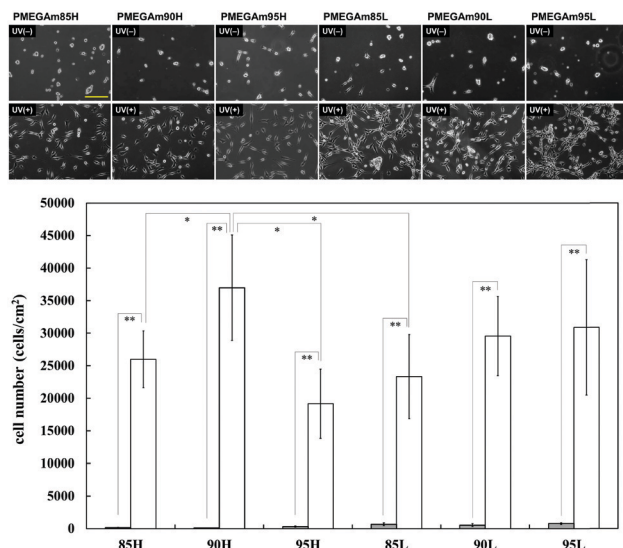 PMEGAm85H PMEGAm90H PMEGAm95H PMEGAm85L PMEGAm90L PMEGAm95L
UV(–) UV(–) UV(–) UV(–) UV(–) UV(–)
UV(+) UV(+) UV(+) UV(+) UV(+) UV(+)
50000
45000
40000
35000
30000
25000
20000
15000
10000
5000
0
cell number (cells/cm²)
* ** * *
** ** ** ** **
85H 90H 95H 85L 90L 95L